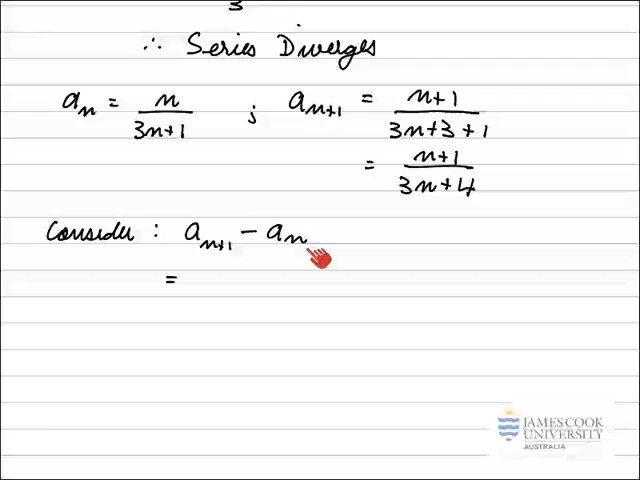 3
∴ Series Diverges
aₙ = n/(3n+1) ; aₙ₊₁ = (n+1)/(3n+3+1)
= (n+1)/(3n+4)
Consider : aₙ₊₁ − aₙ
=
JAMES COOK
UNIVERSITY
AUSTRALIA